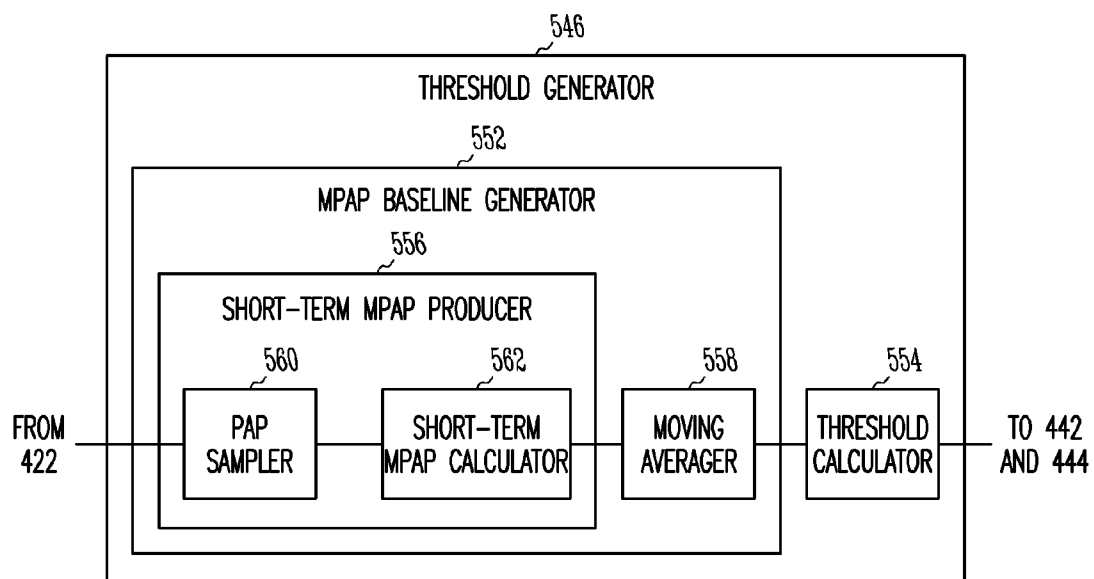 546
THRESHOLD GENERATOR
552
MPAP BASELINE GENERATOR
556
SHORT-TERM MPAP PRODUCER
560
562
558
554
FROM
422
PAP
SAMPLER
SHORT-TERM
MPAP CALCULATOR
MOVING
AVERAGER
THRESHOLD
CALCULATOR
TO 442
AND 444